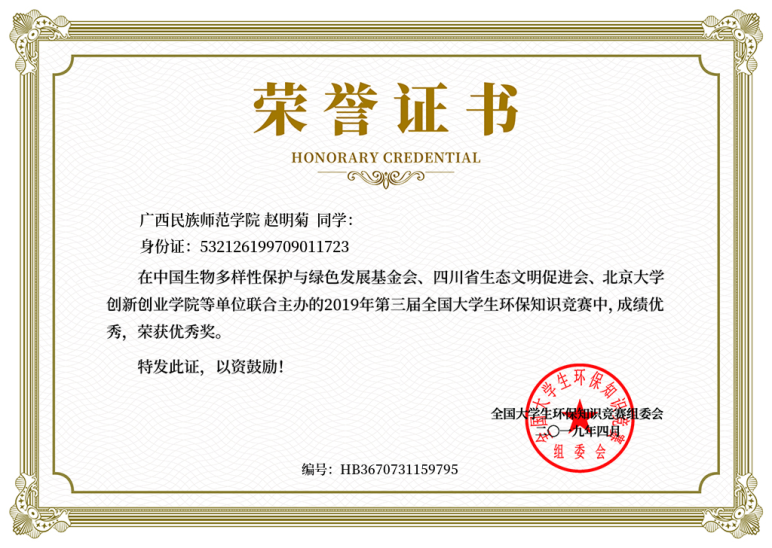 荣誉证书
HONORARY CREDENTIAL
广西民族师范学院 赵明菊 同学：
身份证：532126199709011723
在中国生物多样性保护与绿色发展基金会、四川省生态文明促进会、北京大学
创新创业学院等单位联合主办的2019年第三届全国大学生环保知识竞赛中，成绩优
秀，荣获优秀奖。
特发此证，以资鼓励！
全国大学生环保知识竞赛组委会
二〇一九年四月
全国大学生环保知识竞赛
组委会
编号：HB3670731159795